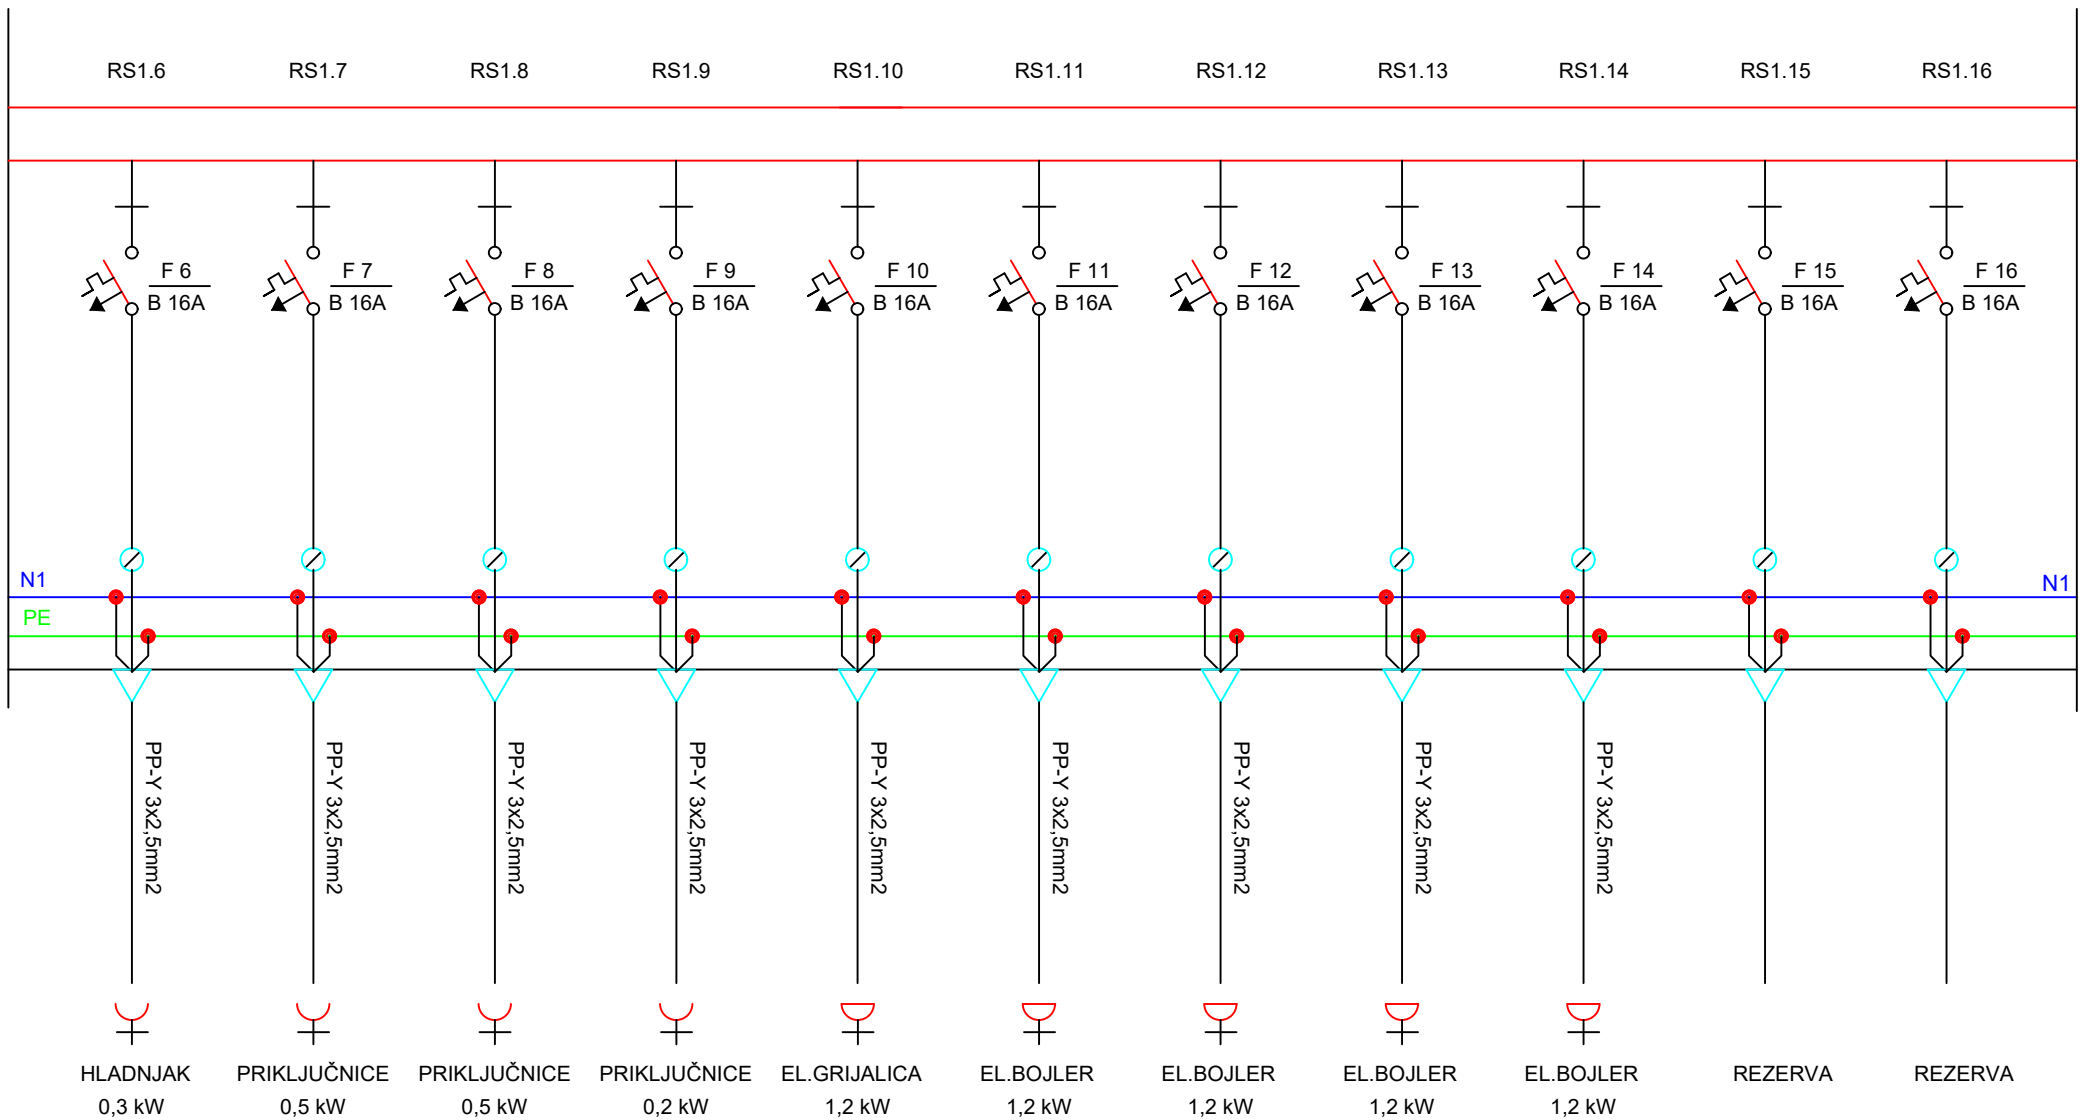 RS1.6 RS1.7 RS1.8 RS1.9 RS1.10 RS1.11 RS1.12 RS1.13 RS1.14 RS1.15 RS1.16
F 6 F 7 F 8 F 9 F 10 F 11 F 12 F 13 F 14 F 15 F 16
B 16A B 16A B 16A B 16A B 16A B 16A B 16A B 16A B 16A B 16A B 16A
N1 N1
PE
PP-Y 3x2,5mm2 PP-Y 3x2,5mm2 PP-Y 3x2,5mm2 PP-Y 3x2,5mm2 PP-Y 3x2,5mm2 PP-Y 3x2,5mm2 PP-Y 3x2,5mm2 PP-Y 3x2,5mm2 PP-Y 3x2,5mm2
HLADNJAK PRIKLJUČNICE PRIKLJUČNICE PRIKLJUČNICE EL.GRIJALICA EL.BOJLER EL.BOJLER EL.BOJLER EL.BOJLER REZERVA REZERVA
0,3 kW 0,5 kW 0,5 kW 0,2 kW 1,2 kW 1,2 kW 1,2 kW 1,2 kW 1,2 kW